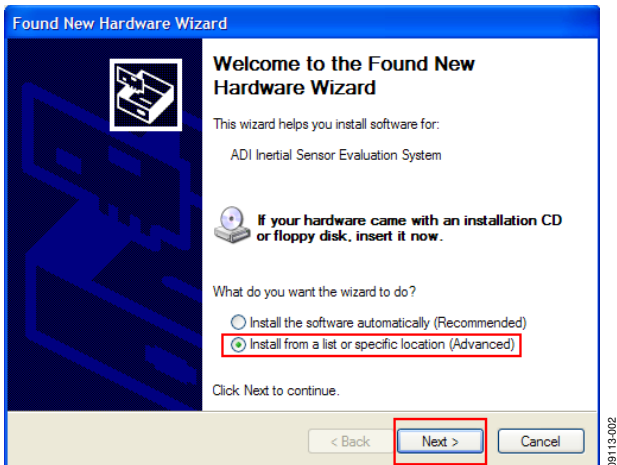 Found New Hardware Wizard
Welcome to the Found New
Hardware Wizard
This wizard helps you install software for:
ADI Inertial Sensor Evaluation System
If your hardware came with an installation CD
or floppy disk, insert it now.
What do you want the wizard to do?
Install the software automatically (Recommended)
Install from a list or specific location (Advanced)
Click Next to continue.
< Back
Next >
Cancel
09113-002